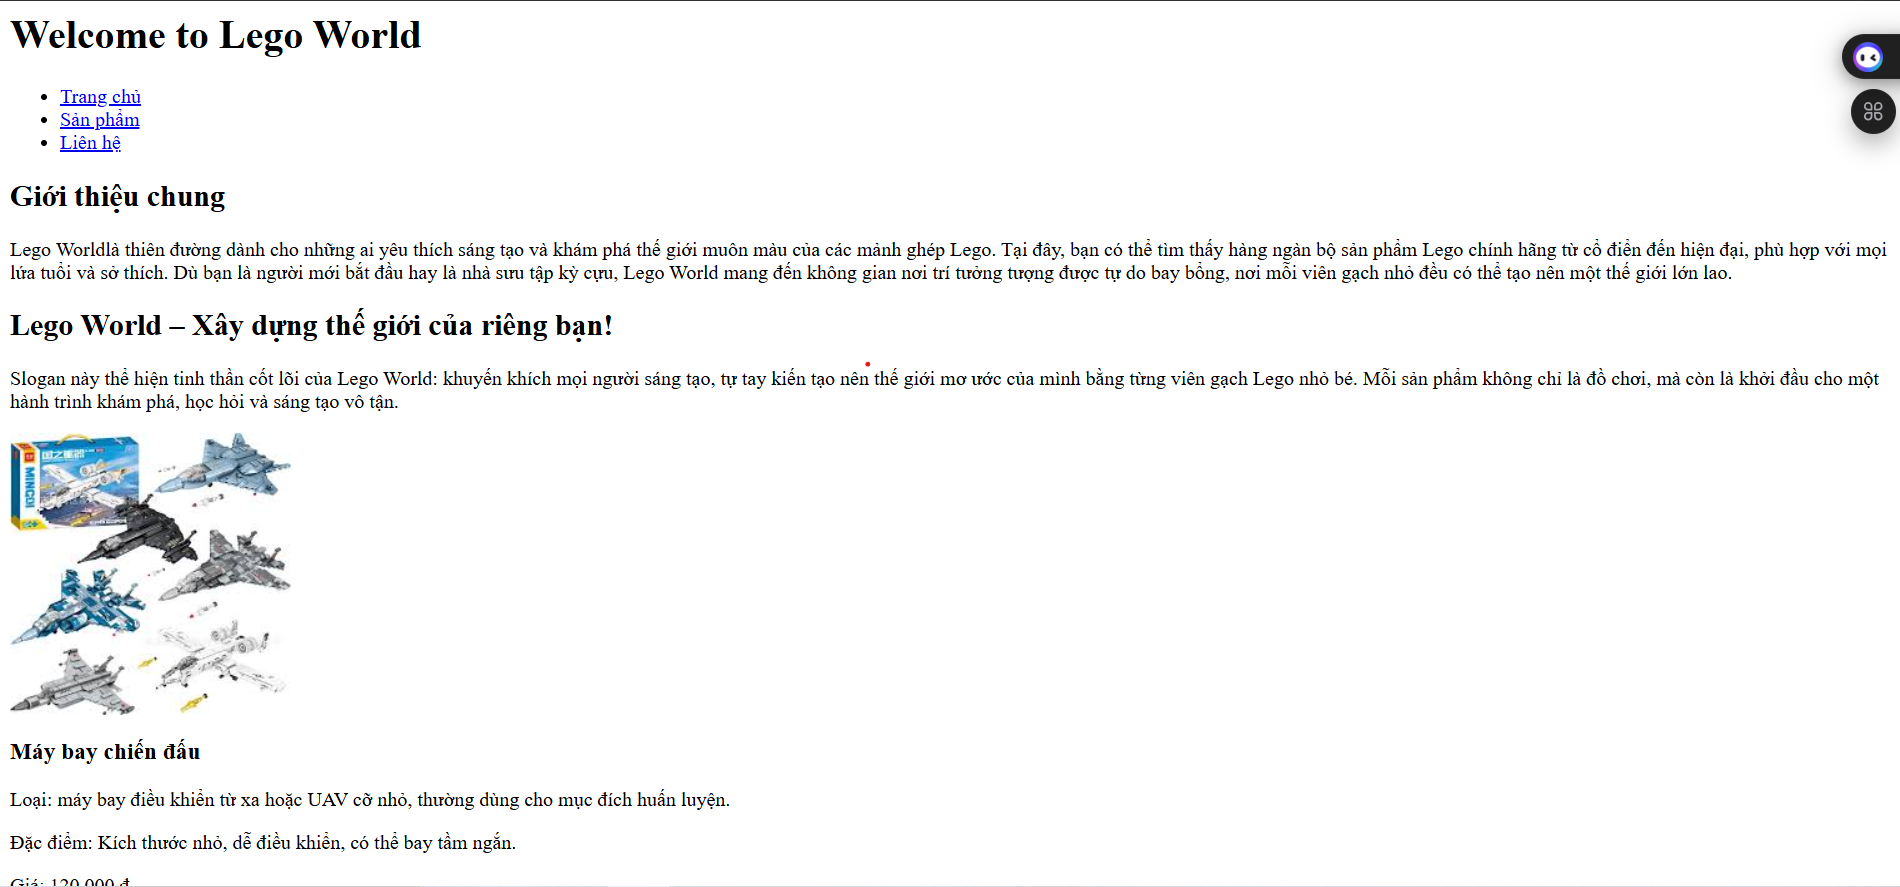 Welcome to Lego World
Trang chủ
Sản phẩm
Liên hệ
Giới thiệu chung
Lego Worldlà thiên đường dành cho những ai yêu thích sáng tạo và khám phá thế giới muôn màu của các mảnh ghép Lego. Tại đây, bạn có thể tìm thấy hàng ngàn bộ sản phẩm Lego chính hãng từ cổ điển đến hiện đại, phù hợp với mọi
lứa tuổi và sở thích. Dù bạn là người mới bắt đầu hay là nhà sưu tập kỳ cựu, Lego World mang đến không gian nơi trí tưởng tượng được tự do bay bổng, nơi mỗi viên gạch nhỏ đều có thể tạo nên một thế giới lớn lao.
Lego World – Xây dựng thế giới của riêng bạn!
Slogan này thể hiện tinh thần cốt lõi của Lego World: khuyến khích mọi người sáng tạo, tự tay kiến tạo nên thế giới mơ ước của mình bằng từng viên gạch Lego nhỏ bé. Mỗi sản phẩm không chỉ là đồ chơi, mà còn là khởi đầu cho một
hành trình khám phá, học hỏi và sáng tạo vô tận.
国之重器
MINGDI
Máy bay chiến đấu
Loại: máy bay điều khiển từ xa hoặc UAV cỡ nhỏ, thường dùng cho mục đích huấn luyện.
Đặc điểm: Kích thước nhỏ, dễ điều khiển, có thể bay tầm ngắn.
Giá: 120.000 đ